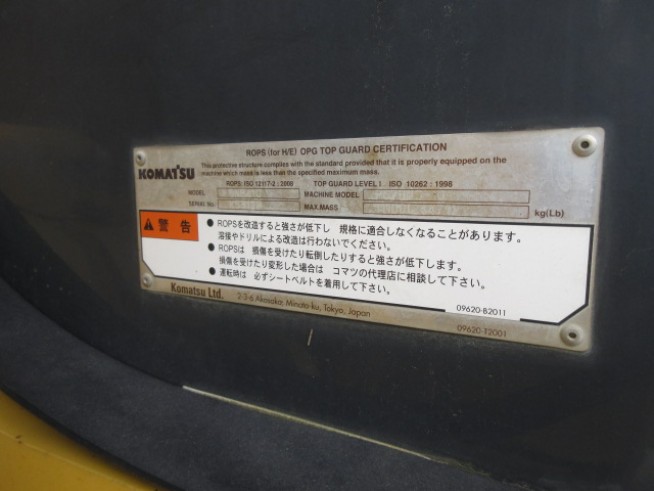 ROPS (for H/E) OPG TOP GUARD CERTIFICATION
This protective structure complies with the standard provided that it is properly equipped on the
machine which mass is less than the specified maximum mass.
KOMATSU
ROPS: ISO 12117-2 : 2008 TOP GUARD LEVEL I ISO 10262 : 1998
MODEL MACHINE MODEL
SERIAL No. MAX.MASS kg(Lb)
警告
● ROPSを改造すると強さが低下し 規格に適合しなくなることがあります。
溶接やドリルによる改造は行わないでください。
● ROPSは 損傷を受けたり転倒したりすると強さが低下します。
損傷を受けたり変形した場合は コマツの代理店に相談して下さい。
● 運転時は 必ずシートベルトを着用して下さい。
09620-B2011
Komatsu Ltd. 2-3-6 Akasaka, Minato-ku, Tokyo, Japan
09620-T2001